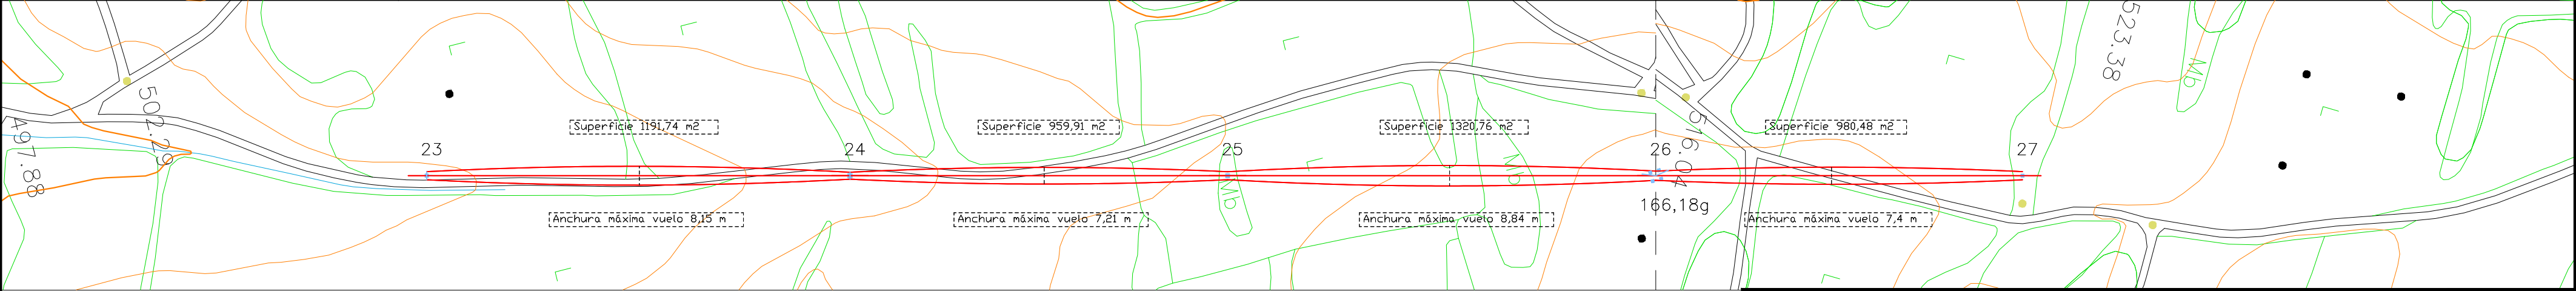 523.38
Superficie 1191,74 m2
Superficie 959,91 m2
Superficie 1320,76 m2
Superficie 980,48 m2
502.29
497.88
516.04
23
24
25
26
27
Mb
Mb
Mb
166,18g
Anchura máxima vuelo 8,15 m
Anchura máxima vuelo 7,21 m
Anchura máxima vuelo 8,84 m
Anchura máxima vuelo 7,4 m